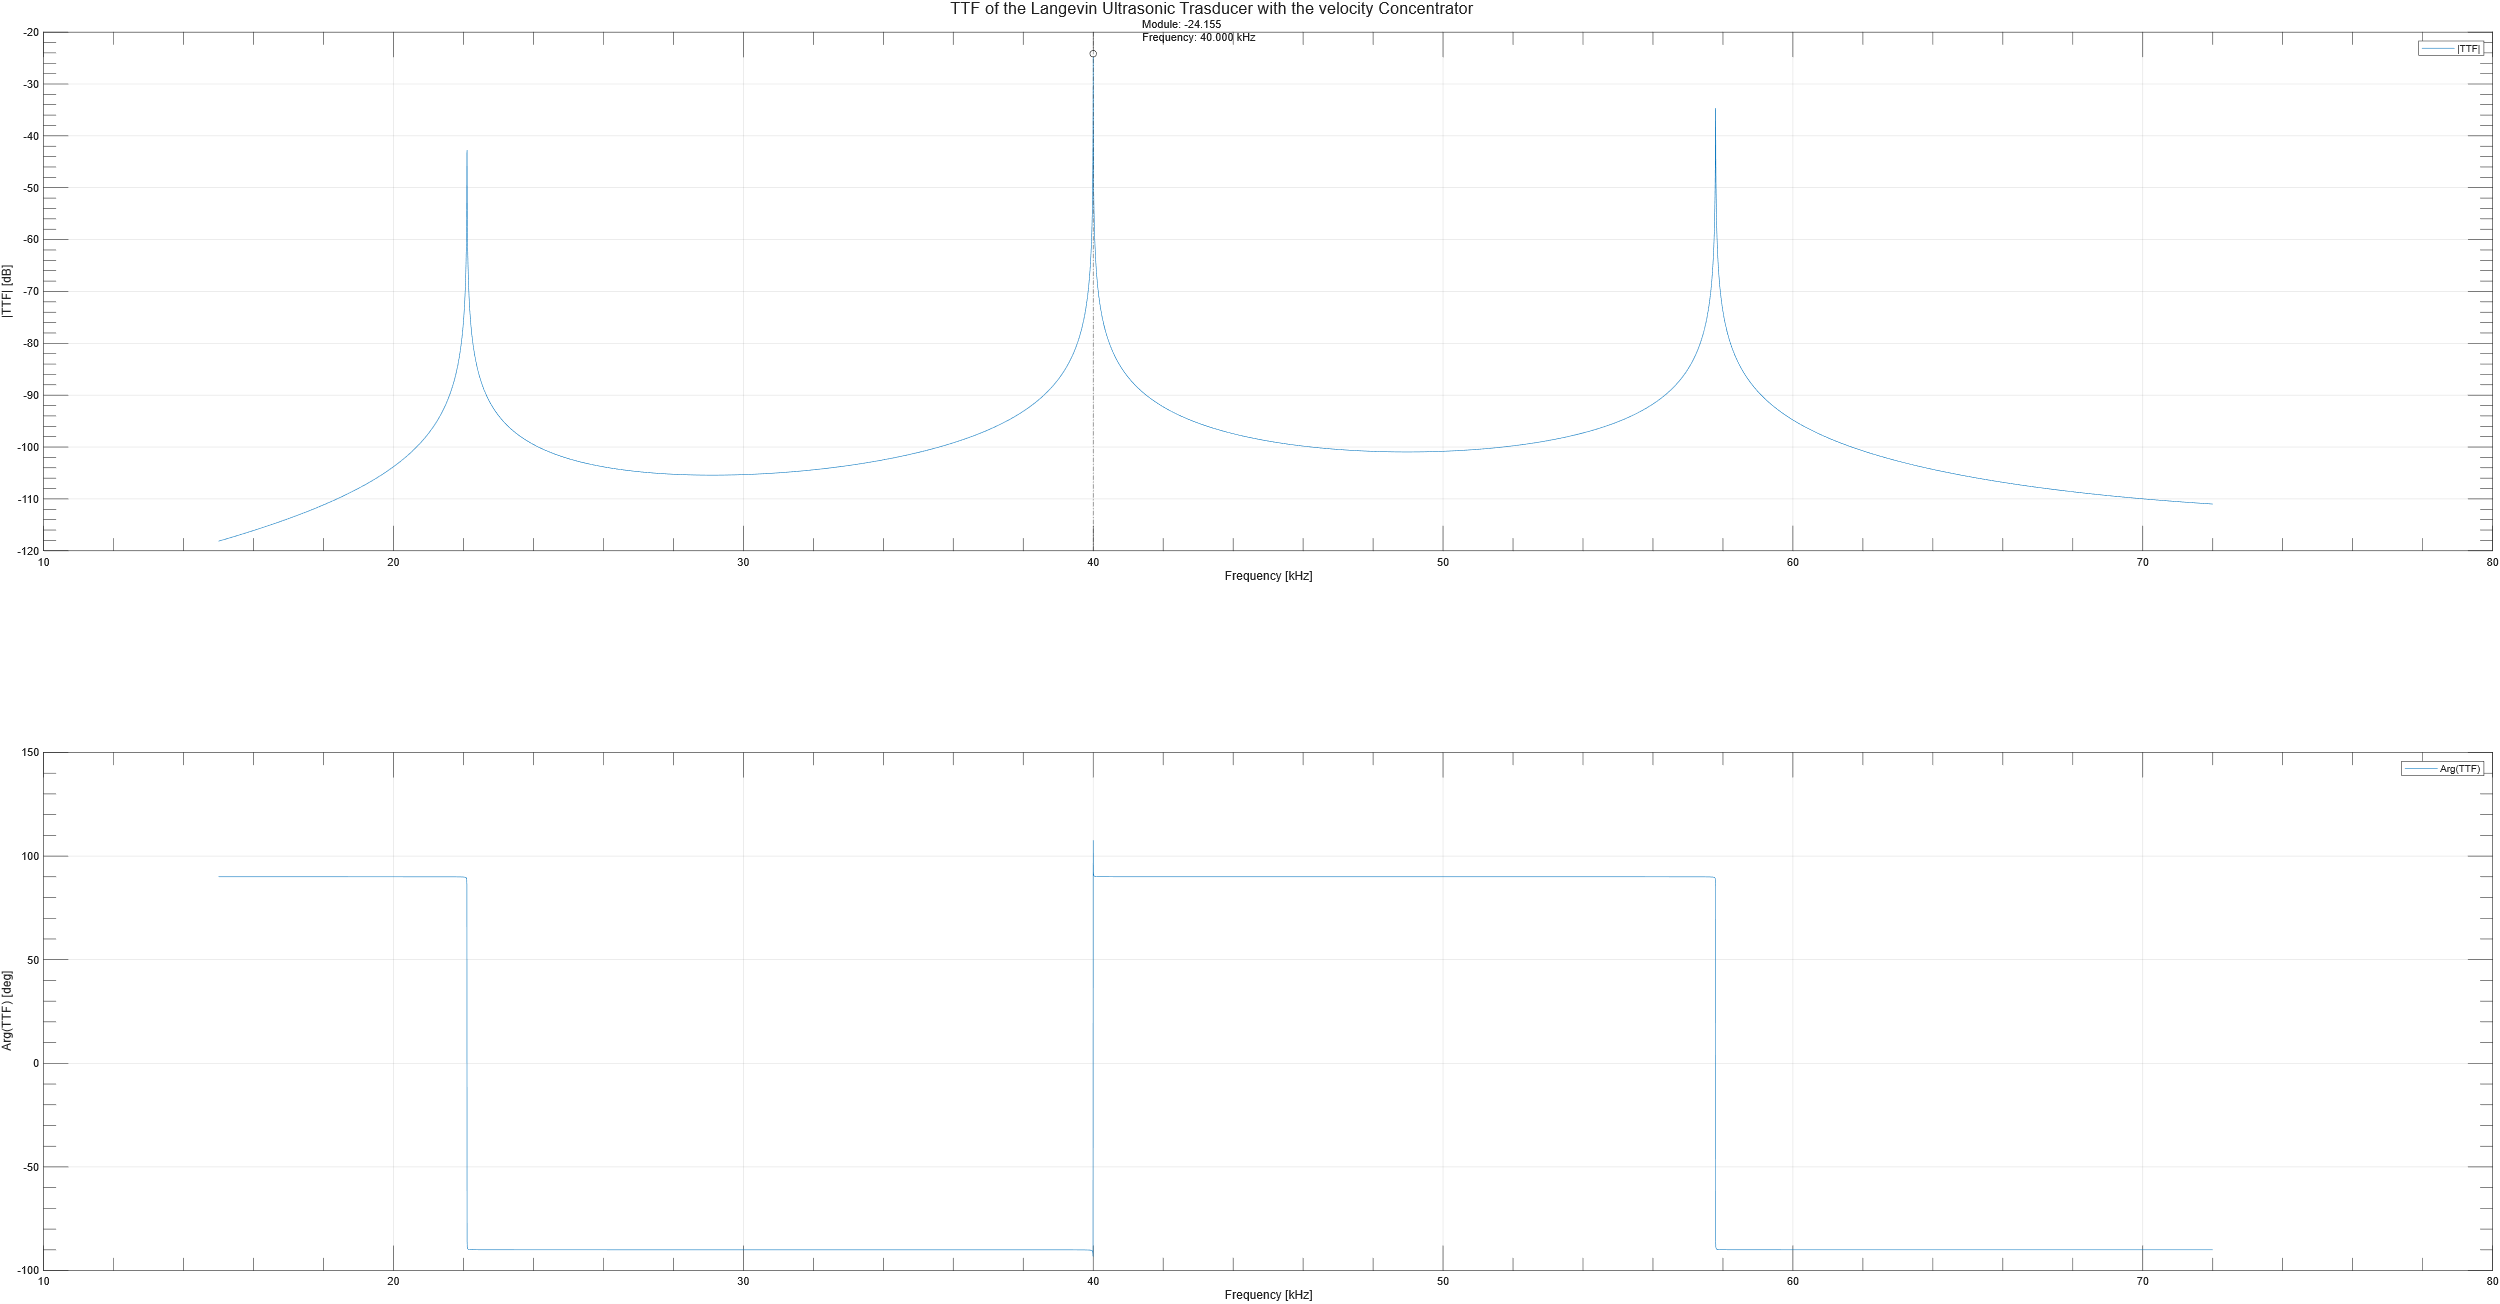 TTF of the Langevin Ultrasonic Trasducer with the velocity Concentrator
Module: -24.155
Frequency: 40.000 kHz
|TTF|
|TTF| [dB]
-20
-30
-40
-50
-60
-70
-80
-90
-100
-110
-120
10 20 30 40 50 60 70 80
Frequency [kHz]
Arg(TTF)
Arg(TTF) [deg]
150
100
50
0
-50
-100
10 20 30 40 50 60 70 80
Frequency [kHz]